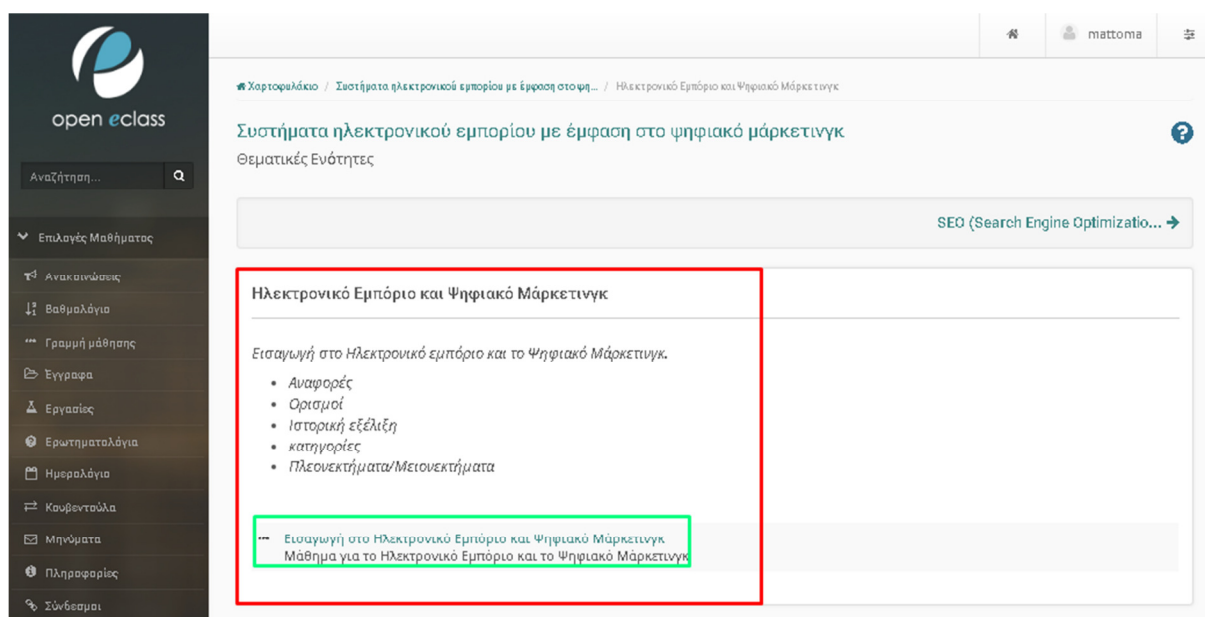 open eclass
Αναζήτηση...
Επιλογές Μαθήματος
Ανακοινώσεις
Βαθμολόγιο
Γραμμή μάθησης
Έγγραφα
Εργασίες
Ερωτηματολόγια
Ημερολόγιο
Κουβεντούλα
Μηνύματα
Πληροφορίες
Σύνδεσμοι
mattoma
Χαρτοφυλάκιο / Συστήματα ηλεκτρονικού εμπορίου με έμφαση στο ψη... / Ηλεκτρονικό Εμπόριο και Ψηφιακό Μάρκετινγκ
Συστήματα ηλεκτρονικού εμπορίου με έμφαση στο ψηφιακό μάρκετινγκ
Θεματικές Ενότητες
SEO (Search Engine Optimizatio...
Ηλεκτρονικό Εμπόριο και Ψηφιακό Μάρκετινγκ
Εισαγωγή στο Ηλεκτρονικό εμπόριο και το Ψηφιακό Μάρκετινγκ.
• Αναφορές
• Ορισμοί
• Ιστορική εξέλιξη
• κατηγορίες
• Πλεονεκτήματα/Μειονεκτήματα
Εισαγωγή στο Ηλεκτρονικό Εμπόριο και Ψηφιακό Μάρκετινγκ
Μάθημα για το Ηλεκτρονικό Εμπόριο και το Ψηφιακό Μάρκετινγκ